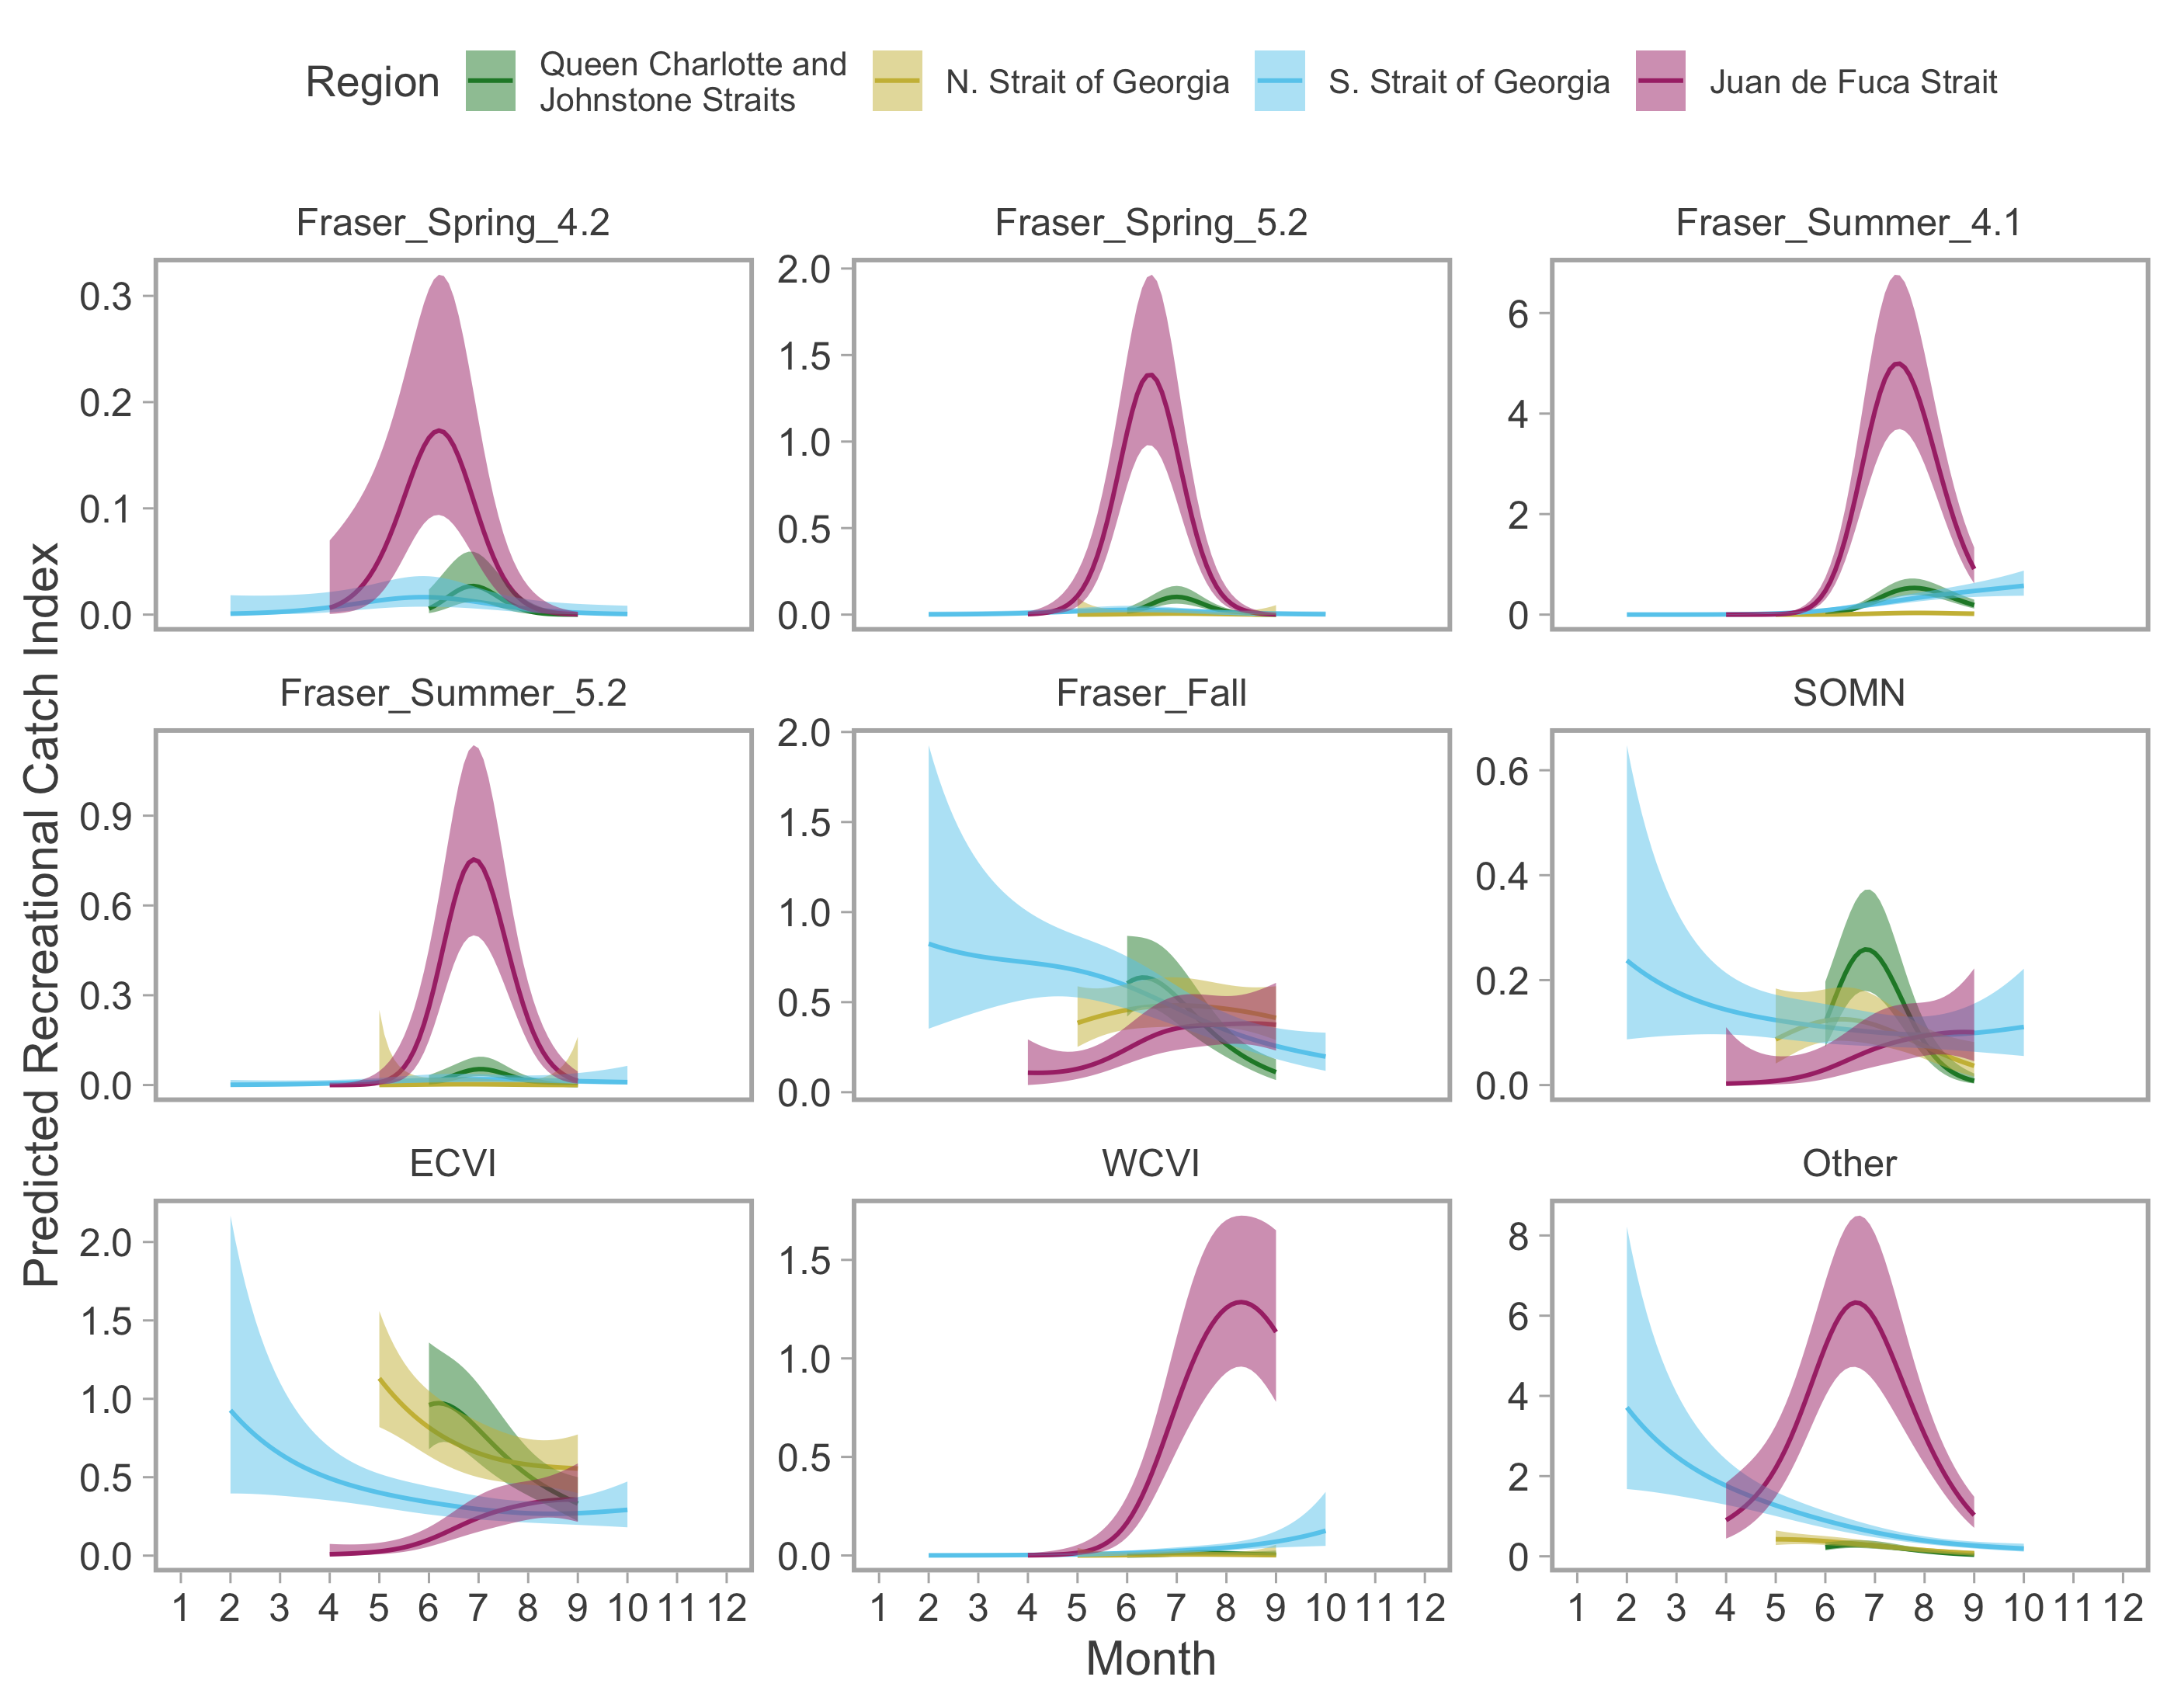 Region
Queen Charlotte and
Johnstone Straits
N. Strait of Georgia
S. Strait of Georgia
Juan de Fuca Strait
Predicted Recreational Catch Index
Fraser_Spring_4.2
0.3
0.2
0.1
0.0
Fraser_Spring_5.2
2.0
1.5
1.0
0.5
0.0
Fraser_Summer_4.1
6
4
2
0
Fraser_Summer_5.2
0.9
0.6
0.3
0.0
Fraser_Fall
2.0
1.5
1.0
0.5
0.0
SOMN
0.6
0.4
0.2
0.0
ECVI
2.0
1.5
1.0
0.5
0.0
1 2 3 4 5 6 7 8 9 10 11 12
WCVI
1.5
1.0
0.5
0.0
1 2 3 4 5 6 7 8 9 10 11 12
Other
8
6
4
2
0
1 2 3 4 5 6 7 8 9 10 11 12
Month